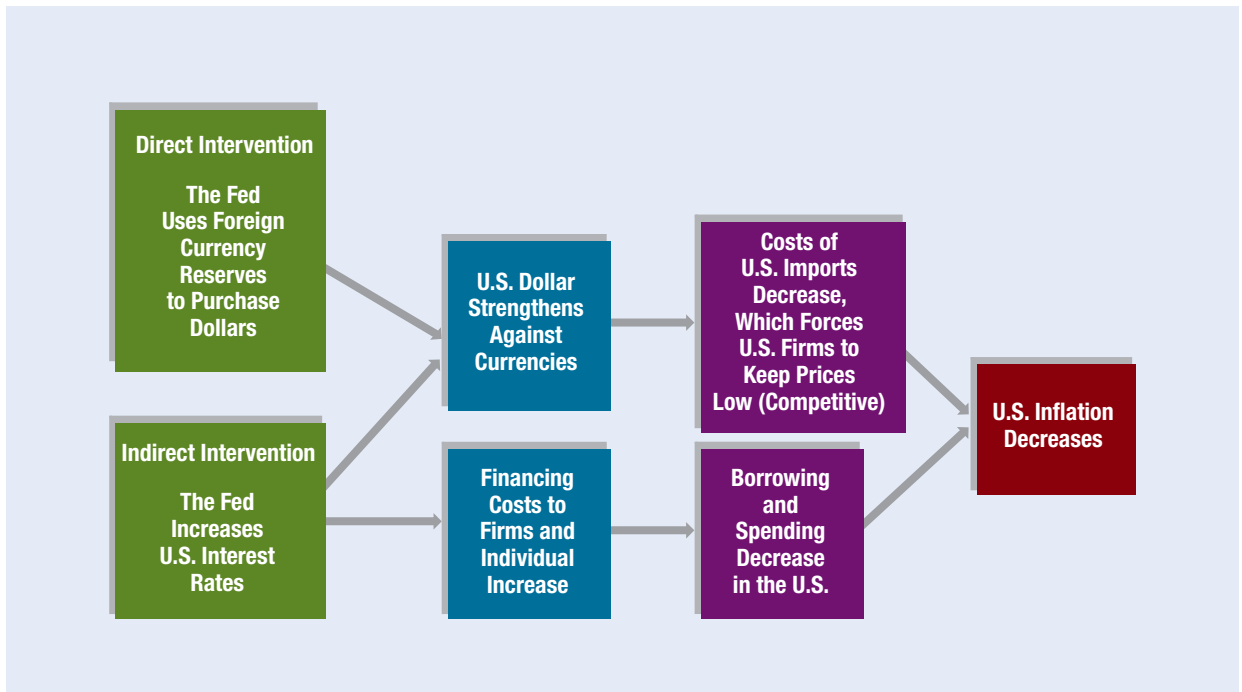 Direct Intervention
The Fed
Uses Foreign
Currency
Reserves
to Purchase
Dollars
Indirect Intervention
The Fed
Increases
U.S. Interest
Rates
U.S. Dollar
Strengthens
Against
Currencies
Financing
Costs to
Firms and
Individual
Increase
Costs of
U.S. Imports
Decrease,
Which Forces
U.S. Firms to
Keep Prices
Low (Competitive)
Borrowing
and
Spending
Decrease
in the U.S.
U.S. Inflation
Decreases